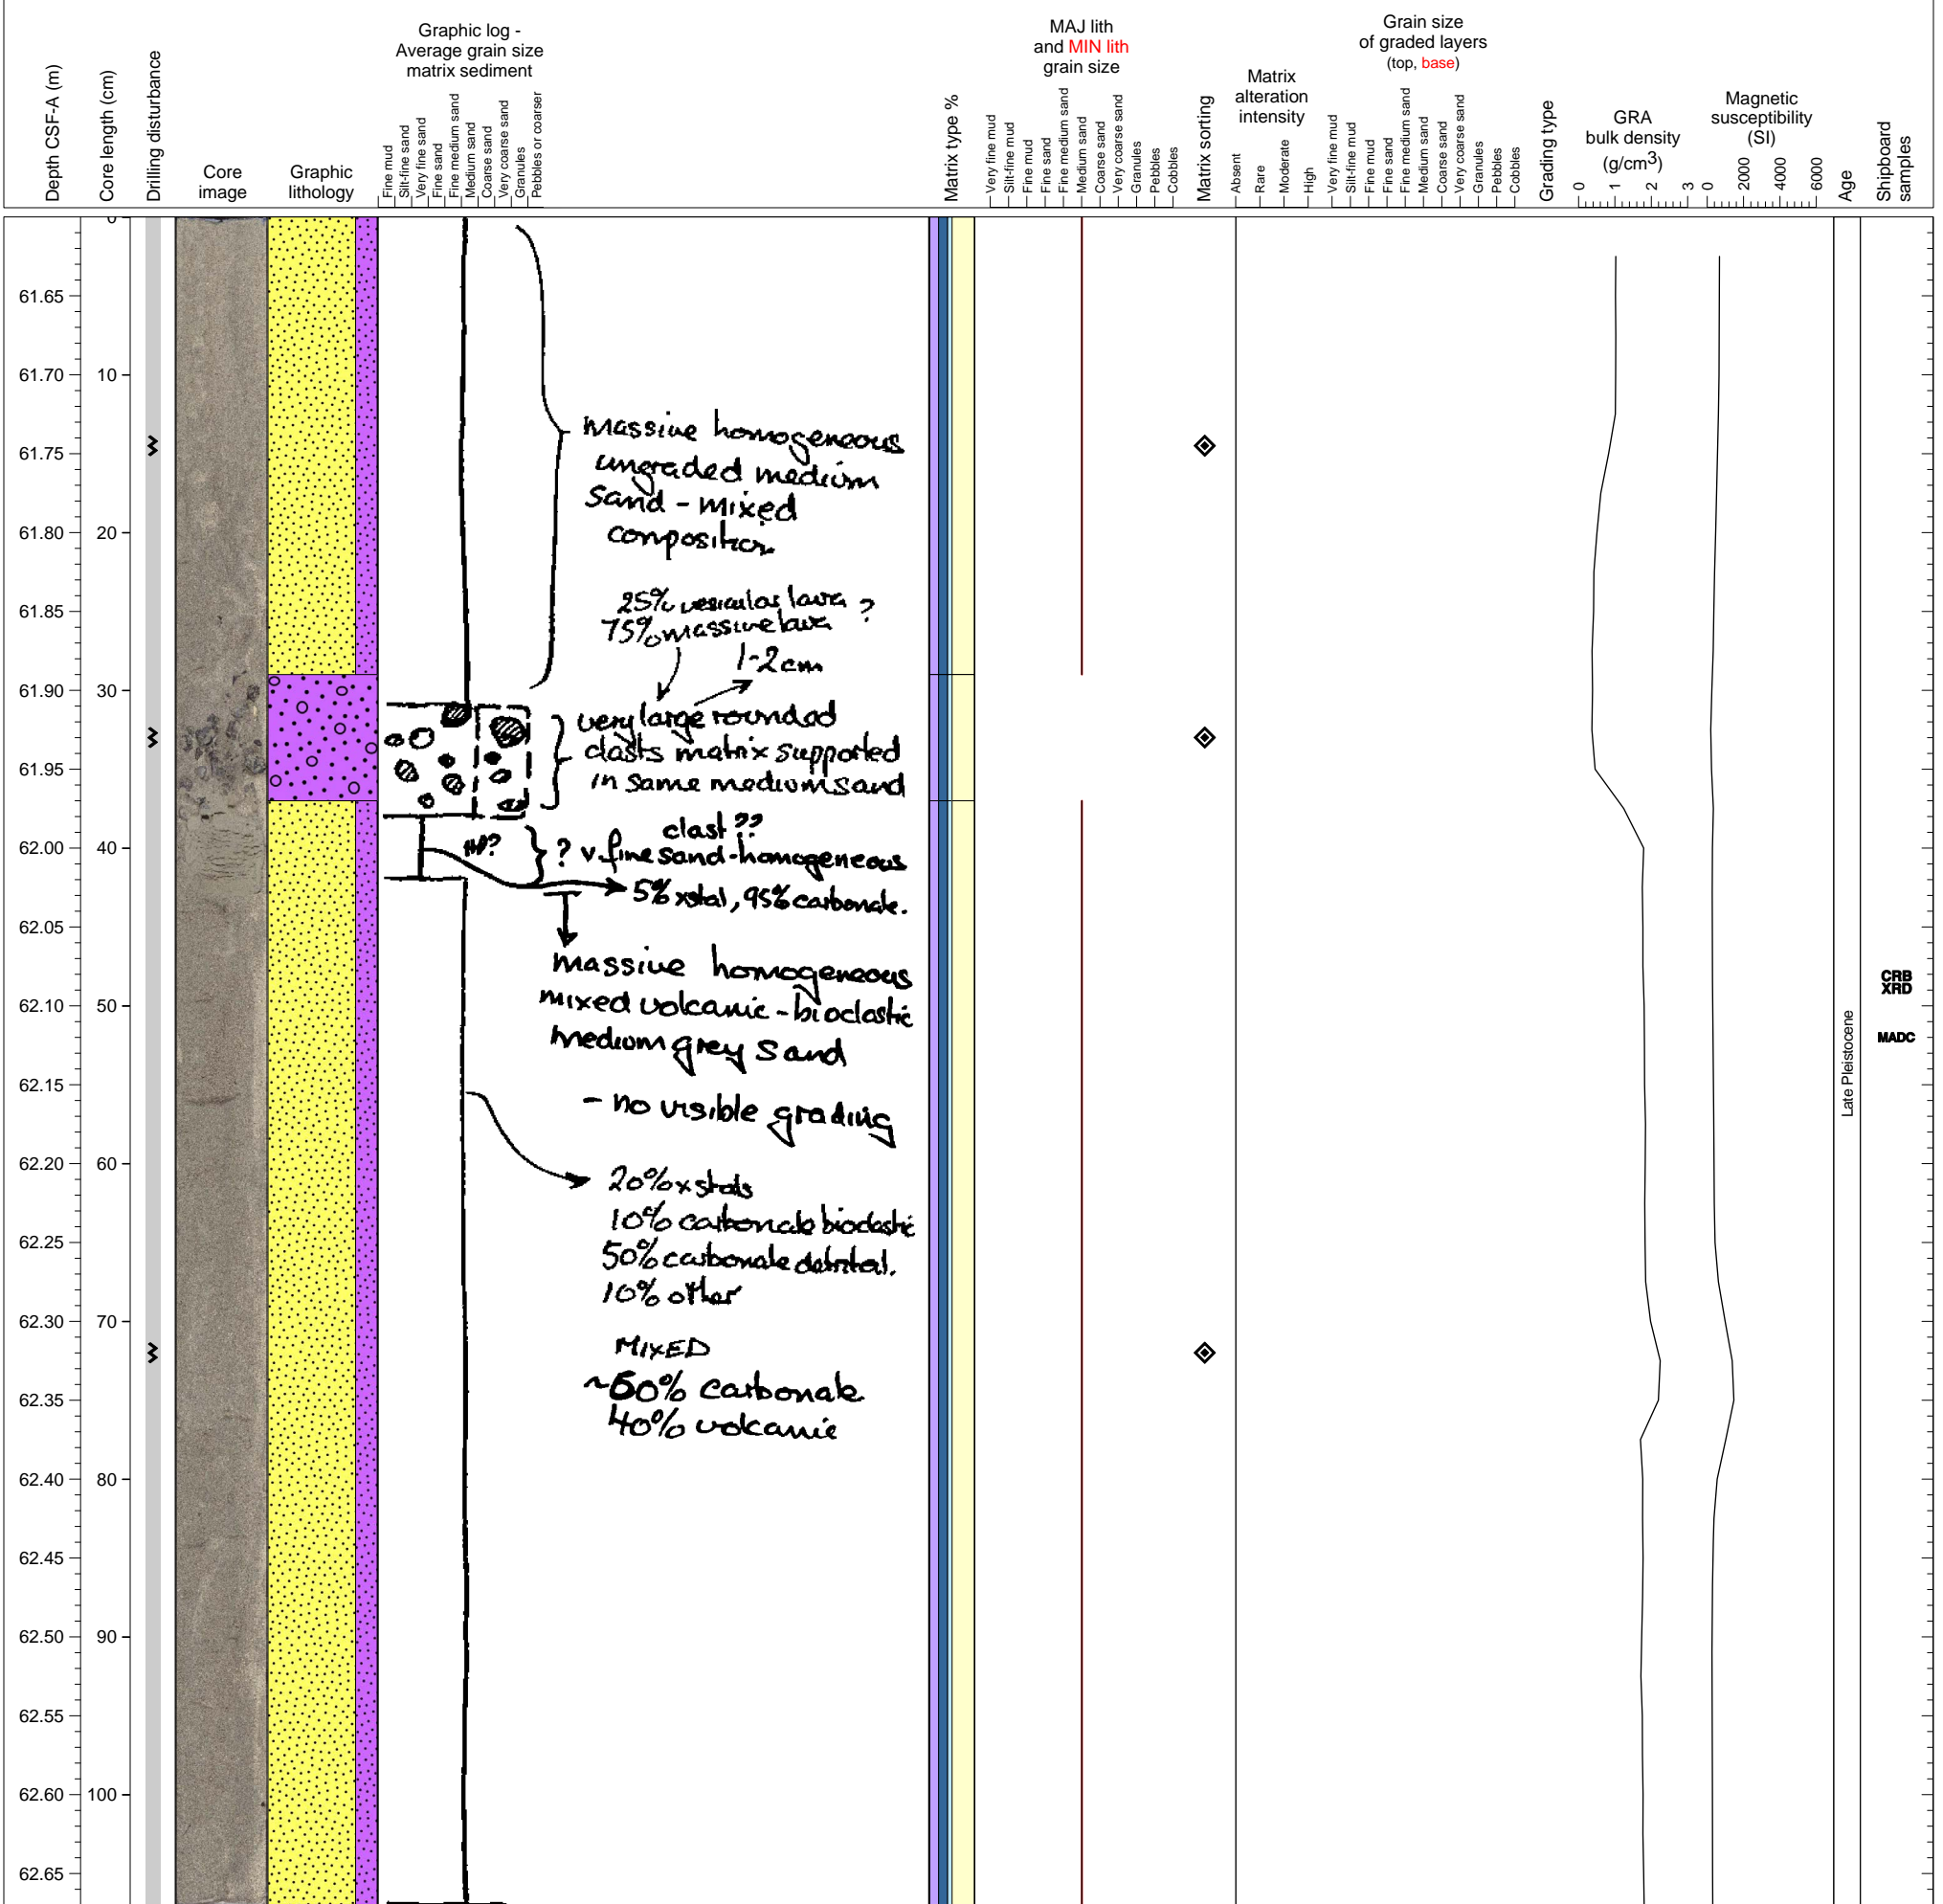 Depth CSF-A (m)
Core length (cm)
Drilling disturbance
Core
image
Graphic
lithology
Graphic log -
Average grain size
matrix sediment
Fine mud
Silt-fine sand
Very fine sand
Fine sand
Fine medium sand
Medium sand
Coarse sand
Very coarse sand
Granules
Pebbles or coarser
Matrix type %
MAJ lith
and MIN lith
grain size
Very fine mud
Silt-fine mud
Fine mud
Fine sand
Fine medium sand
Medium sand
Coarse sand
Very coarse sand
Granules
Pebbles
Cobbles
Matrix sorting
Matrix
alteration
intensity
Absent
Rare
Moderate
High
Grain size
of graded layers
(top, base)
Very fine mud
Silt-fine mud
Fine mud
Fine sand
Fine medium sand
Medium sand
Coarse sand
Very coarse sand
Granules
Pebbles
Cobbles
Grading type
GRA
bulk density
(g/cm3)
0 1 2 3
Magnetic
susceptibility
(SI)
0 2000 4000 6000
Age
Shipboard
samples
0
61.65
61.70 10
61.75
61.80 20
61.85
61.90 30
61.95
62.00 40
62.05
62.10 50
62.15
62.20 60
62.25
62.30 70
62.35
62.40 80
62.45
62.50 90
62.55
62.60 100
62.65
massive homogeneous
ungraded medium
sand - mixed
composition
25% vesicular lava ?
75% massive lava
1-2cm
very large rounded
clasts matrix supported
in same medium sand
clast ??
? v. fine sand - homogeneous
5% xstal, 95% carbonate.
massive homogeneous
mixed volcanic - bioclastic
medium grey sand
- no visible grading
20% xstals
10% carbonate bioclastic
50% carbonate detrital.
10% other
MIXED
~60% carbonate
40% volcanic
Late Pleistocene
CRB
XRD
MADC